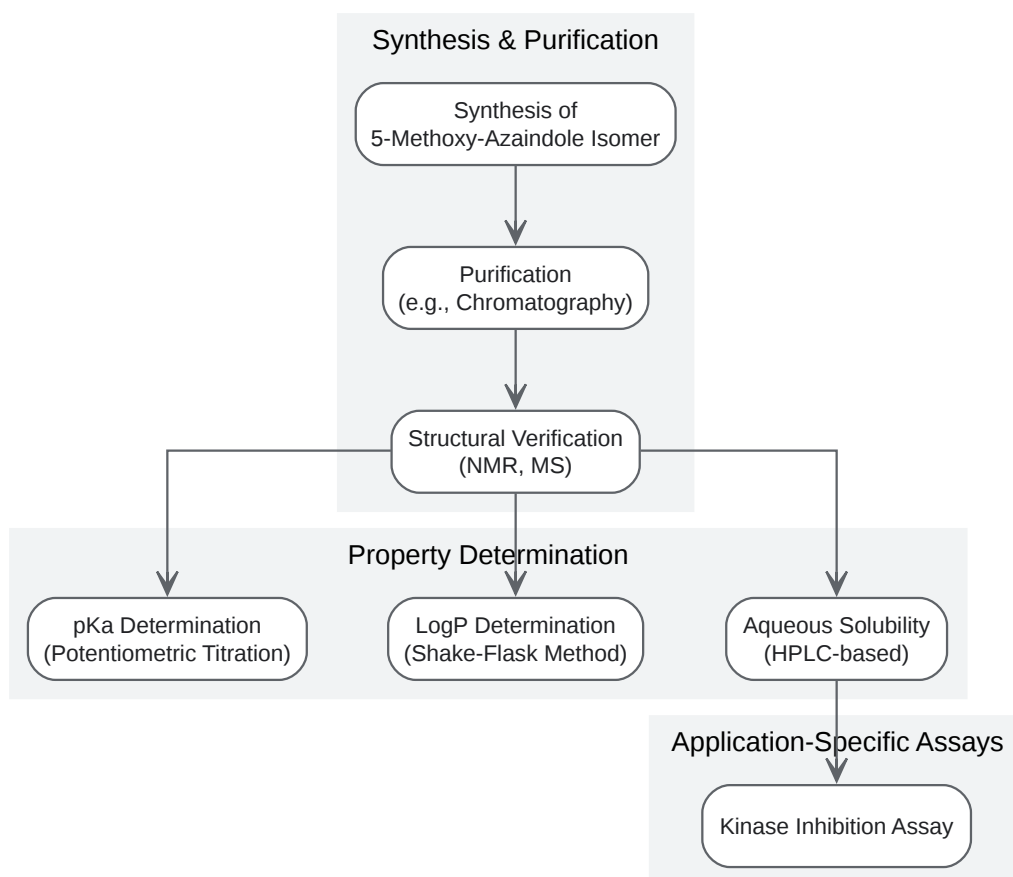 Synthesis & Purification
Synthesis of
5-Methoxy-Azaindole Isomer
Purification
(e.g., Chromatography)
Structural Verification
(NMR, MS)
Property Determination
pKa Determination
(Potentiometric Titration)
LogP Determination
(Shake-Flask Method)
Aqueous Solubility
(HPLC-based)
Application-Specific Assays
Kinase Inhibition Assay